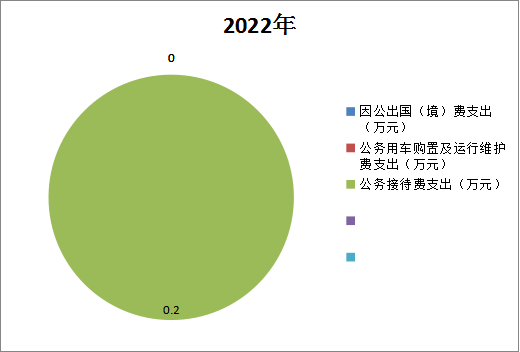 2022年
0
因公出国（境）费支出
（万元）
公务用车购置及运行维护
费支出（万元）
公务接待费支出（万元）
0.2